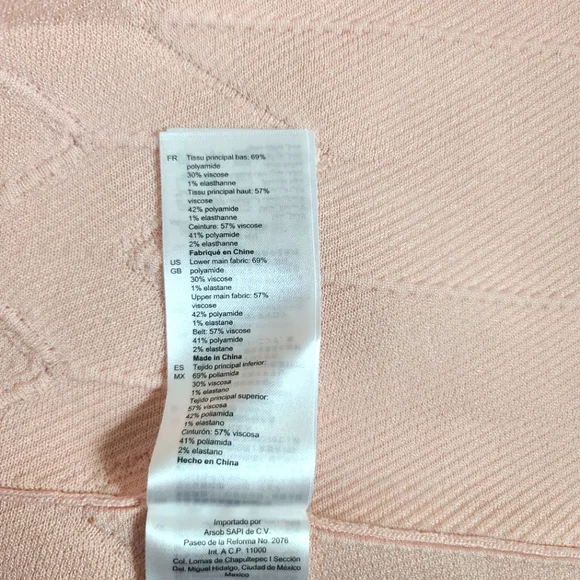 FR Tissu principal bas: 69%
polyamide
30% viscose
1% elasthanne
Tissu principal haut: 57%
viscose
42% polyamide
1% elasthanne
Ceinture: 57% viscose
41% polyamide
2% elasthanne
Fabriqué en Chine
US Lower main fabric: 69%
GB polyamide
30% viscose
1% elastane
Upper main fabric: 57%
viscose
42% polyamide
1% elastane
Belt: 57% viscose
41% polyamide
2% elastane
Made in China
ES Tejido principal inferior:
MX 69% poliamida
30% viscosa
1% elastano
Tejido principal superior:
57% viscosa
42% poliamida
1% elastano
Cinturón: 57% viscosa
41% poliamida
2% elastano
Hecho en China
Importado por
Arsob SAPI de C.V.
Paseo de la Reforma No. 2076
Int. A C.P. 11000
Col. Lomas de Chapultepec I Sección
Del. Miguel Hidalgo, Ciudad de México
Mexico